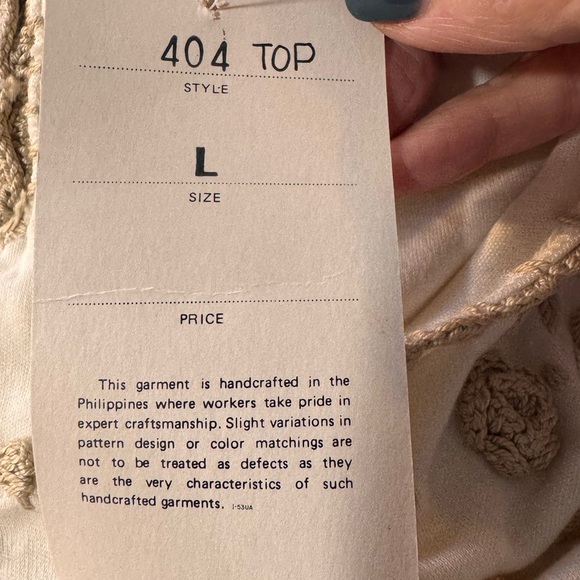 404 TOP
STYLE
L
SIZE
PRICE
This garment is handcrafted in the
Philippines where workers take pride in
expert craftsmanship. Slight variations in
pattern design or color matchings are
not to be treated as defects as they
are the very characteristics of such
handcrafted garments.